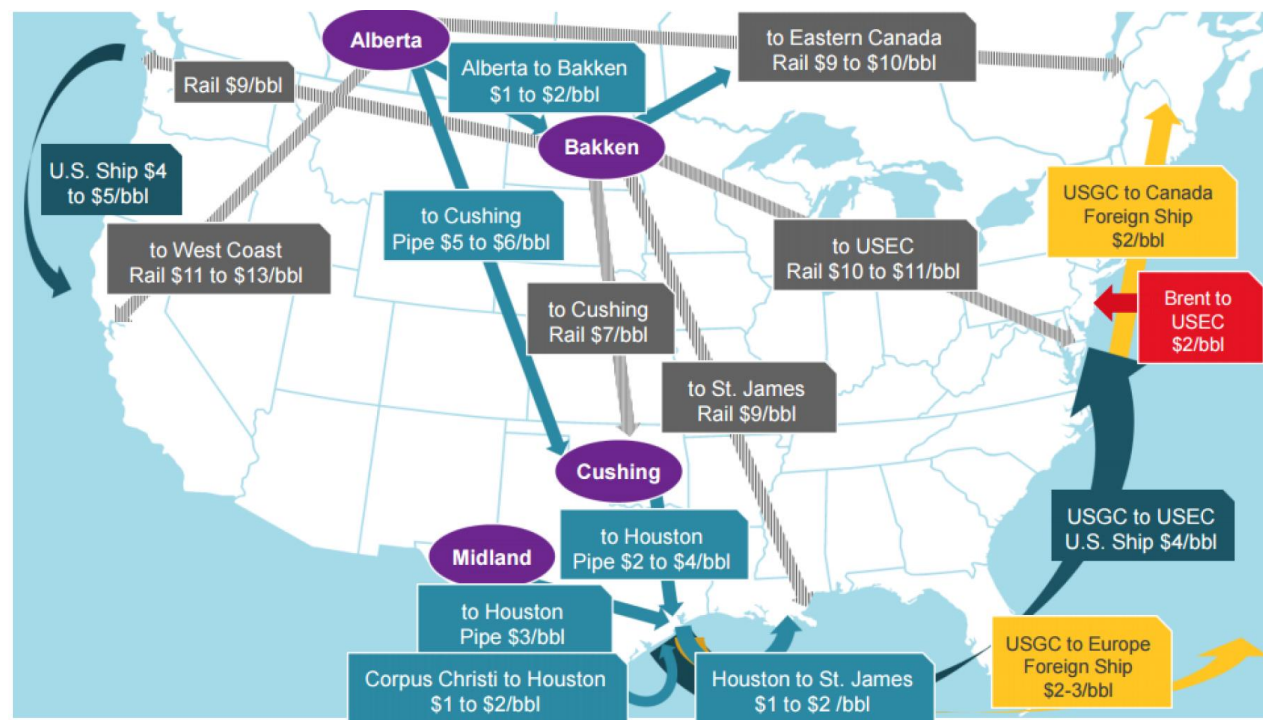 Alberta
to Eastern Canada
Rail $9 to $10/bbl
Rail $9/bbl
Alberta to Bakken
$1 to $2/bbl
Bakken
U.S. Ship $4
to $5/bbl
to Cushing
Pipe $5 to $6/bbl
USGC to Canada
Foreign Ship
$2/bbl
to West Coast
Rail $11 to $13/bbl
to USEC
Rail $10 to $11/bbl
Brent to
USEC
$2/bbl
to Cushing
Rail $7/bbl
to St. James
Rail $9/bbl
Cushing
USGC to USEC
U.S. Ship $4/bbl
to Houston
Pipe $2 to $4/bbl
Midland
to Houston
Pipe $3/bbl
USGC to Europe
Foreign Ship
$2-3/bbl
Corpus Christi to Houston
$1 to $2/bbl
Houston to St. James
$1 to $2 /bbl